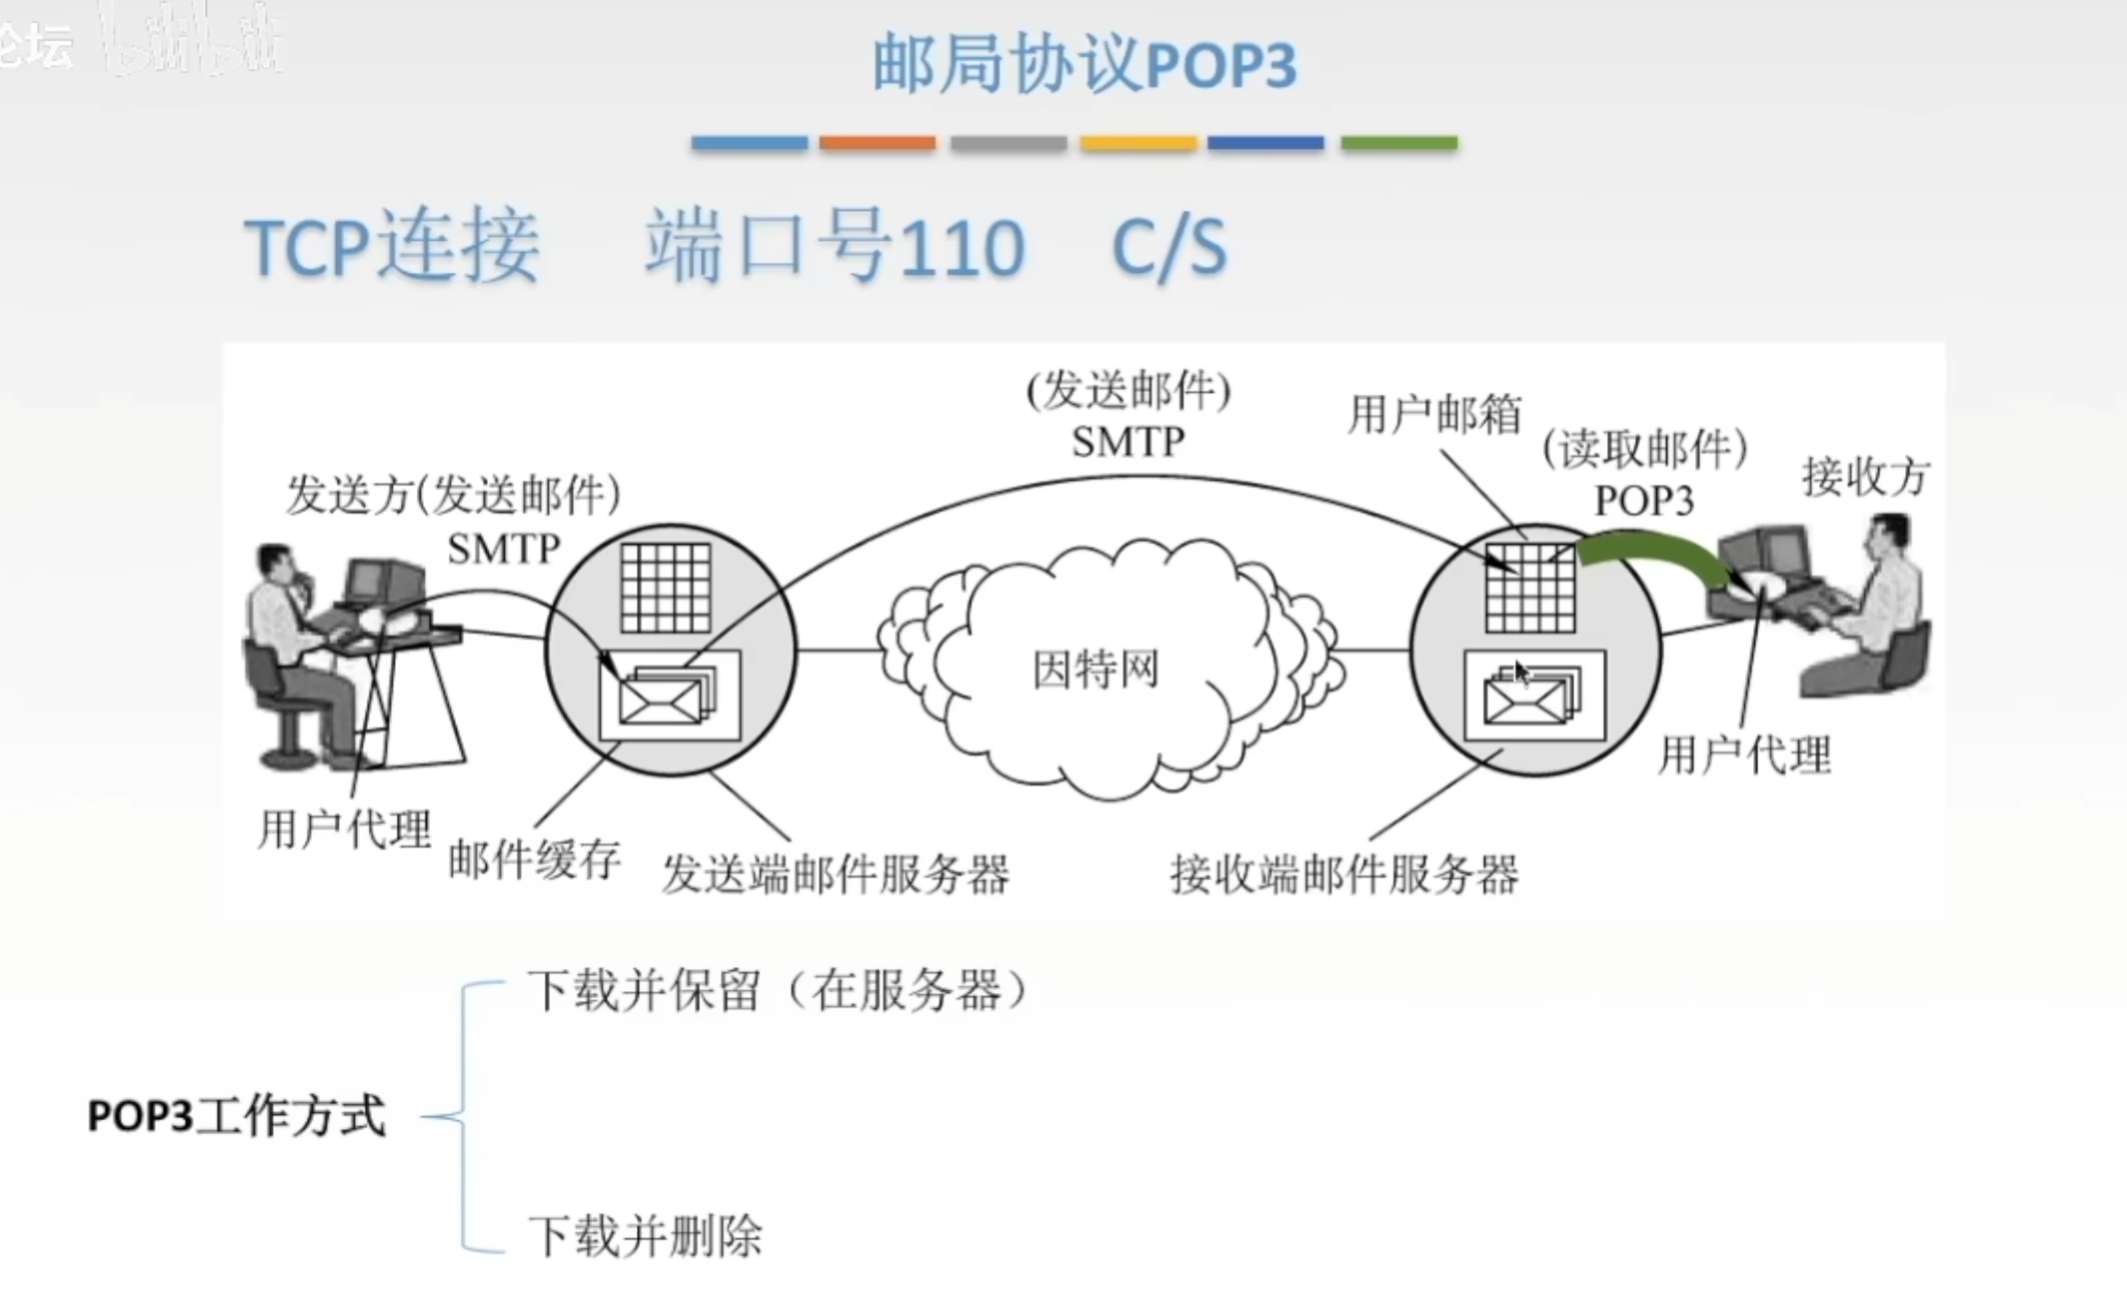 论坛 bilibili
邮局协议POP3
TCP连接 端口号110 C/S
(发送邮件)
SMTP
用户邮箱
(读取邮件)
POP3
接收方
发送方(发送邮件)
SMTP
因特网
用户代理
用户代理
邮件缓存
发送端邮件服务器
接收端邮件服务器
下载并保留（在服务器）
POP3工作方式
下载并删除